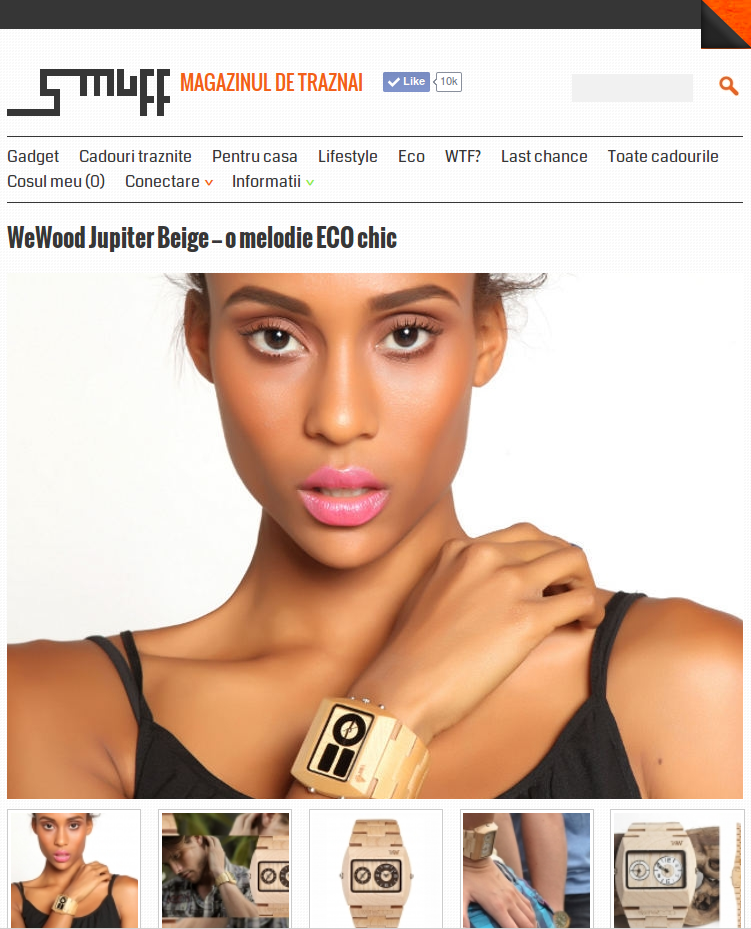 SMUFF
MAGAZINUL DE TRAZNAI
Like 10k
Gadget Cadouri traznite Pentru casa Lifestyle Eco WTF? Last chance Toate cadourile
Cosul meu (0) Conectare Informatii
WeWood Jupiter Beige – o melodie ECO chic